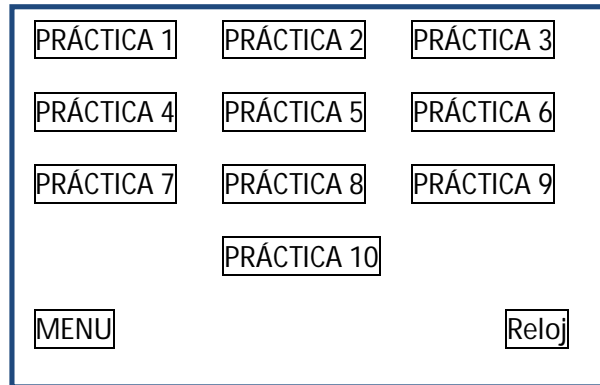 PRÁCTICA 1 PRÁCTICA 2 PRÁCTICA 3
PRÁCTICA 4 PRÁCTICA 5 PRÁCTICA 6
PRÁCTICA 7 PRÁCTICA 8 PRÁCTICA 9
PRÁCTICA 10
MENU Reloj